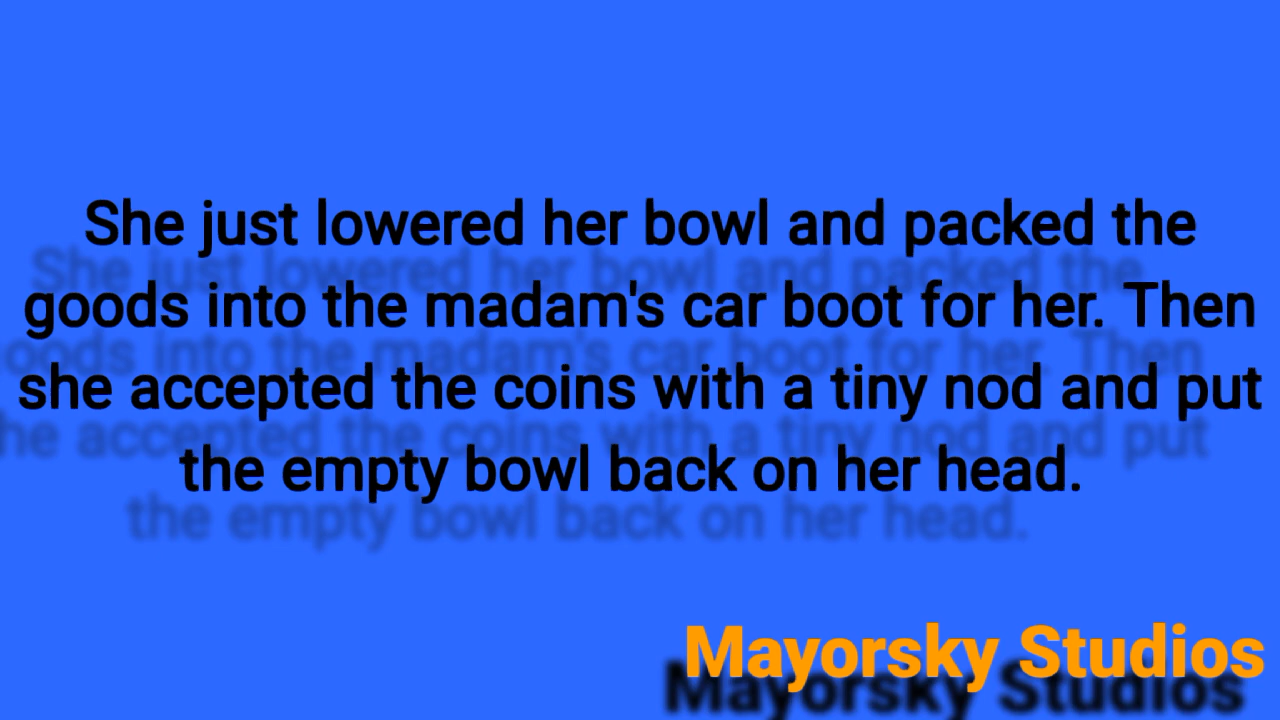 She just lowered her bowl and packed the
goods into the madam's car boot for her. Then
she accepted the coins with a tiny nod and put
the empty bowl back on her head.
Mayorsky Studios